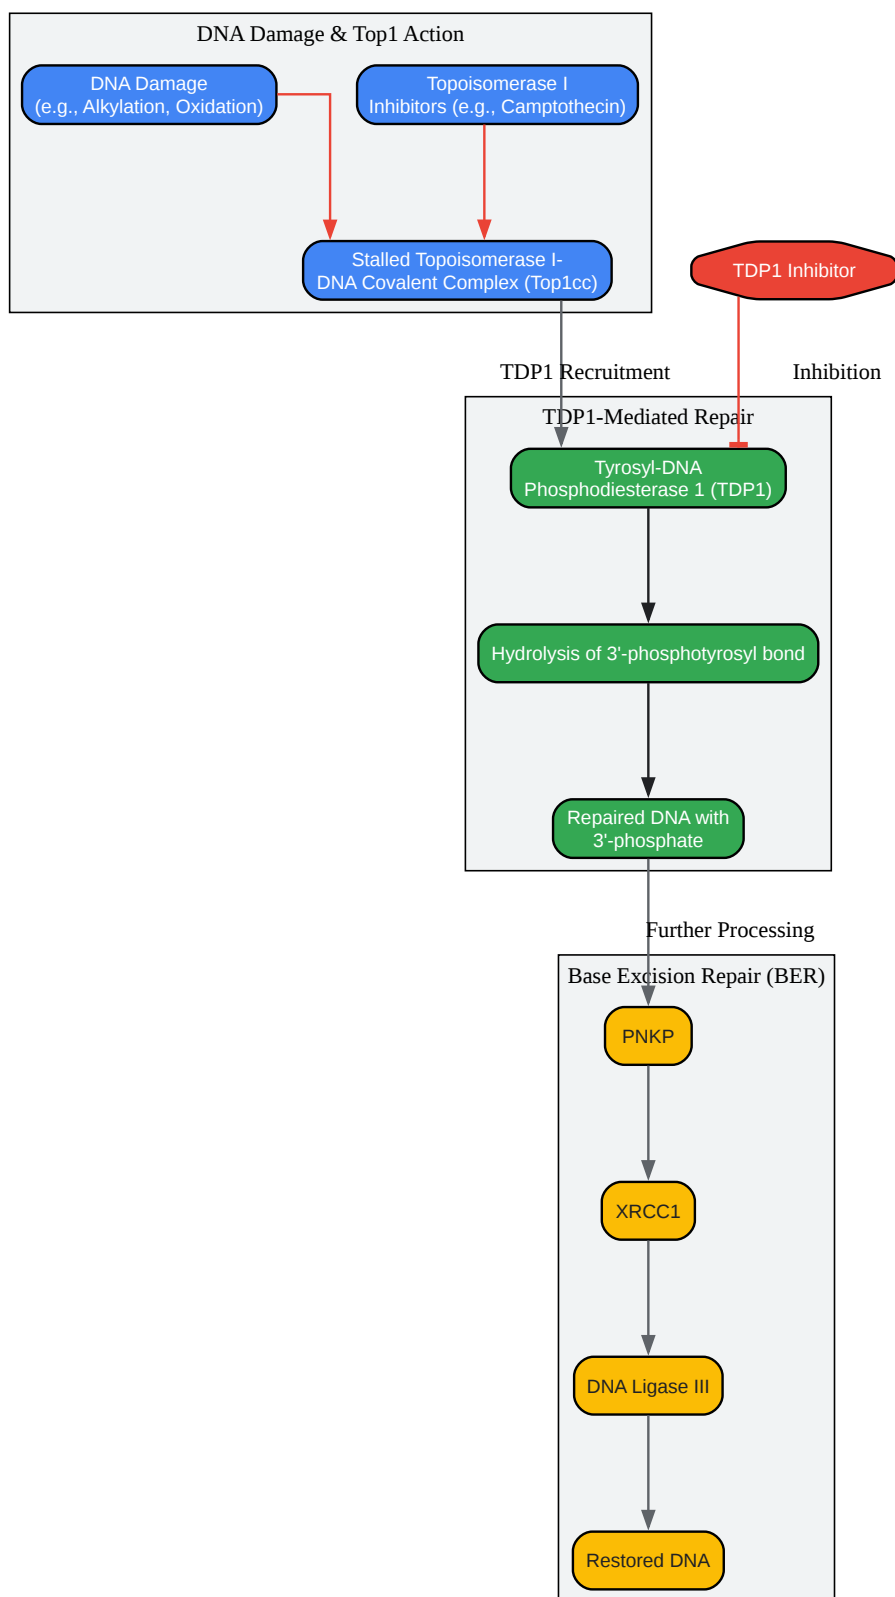 DNA Damage & Top1 Action
DNA Damage
(e.g., Alkylation, Oxidation)
Topoisomerase I
Inhibitors (e.g., Camptothecin)
Stalled Topoisomerase I-
DNA Covalent Complex (Top1cc)
TDP1 Inhibitor
TDP1 Recruitment
Inhibition
TDP1-Mediated Repair
Tyrosyl-DNA
Phosphodiesterase 1 (TDP1)
Hydrolysis of 3'-phosphotyrosyl bond
Repaired DNA with
3'-phosphate
Further Processing
Base Excision Repair (BER)
PNKP
XRCC1
DNA Ligase III
Restored DNA